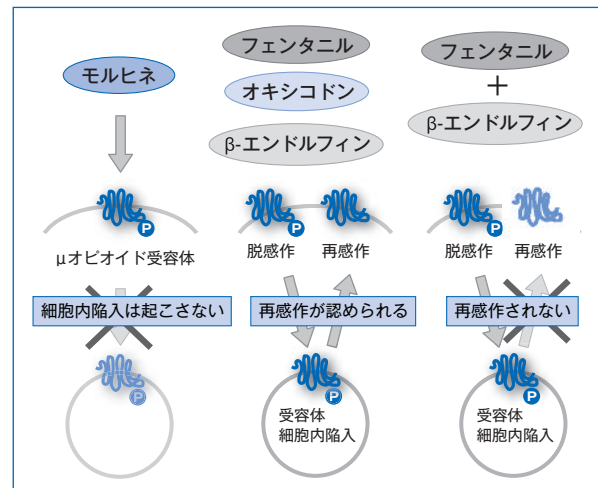 モルヒネ
P
μオピオイド受容体
細胞内陥入は起こさない
P
フェンタニル
オキシコドン
β-エンドルフィン
P
脱感作 再感作
再感作が認められる
P
受容体
細胞内陥入
フェンタニル
+
β-エンドルフィン
P
脱感作 再感作
再感作されない
P
受容体
細胞内陥入